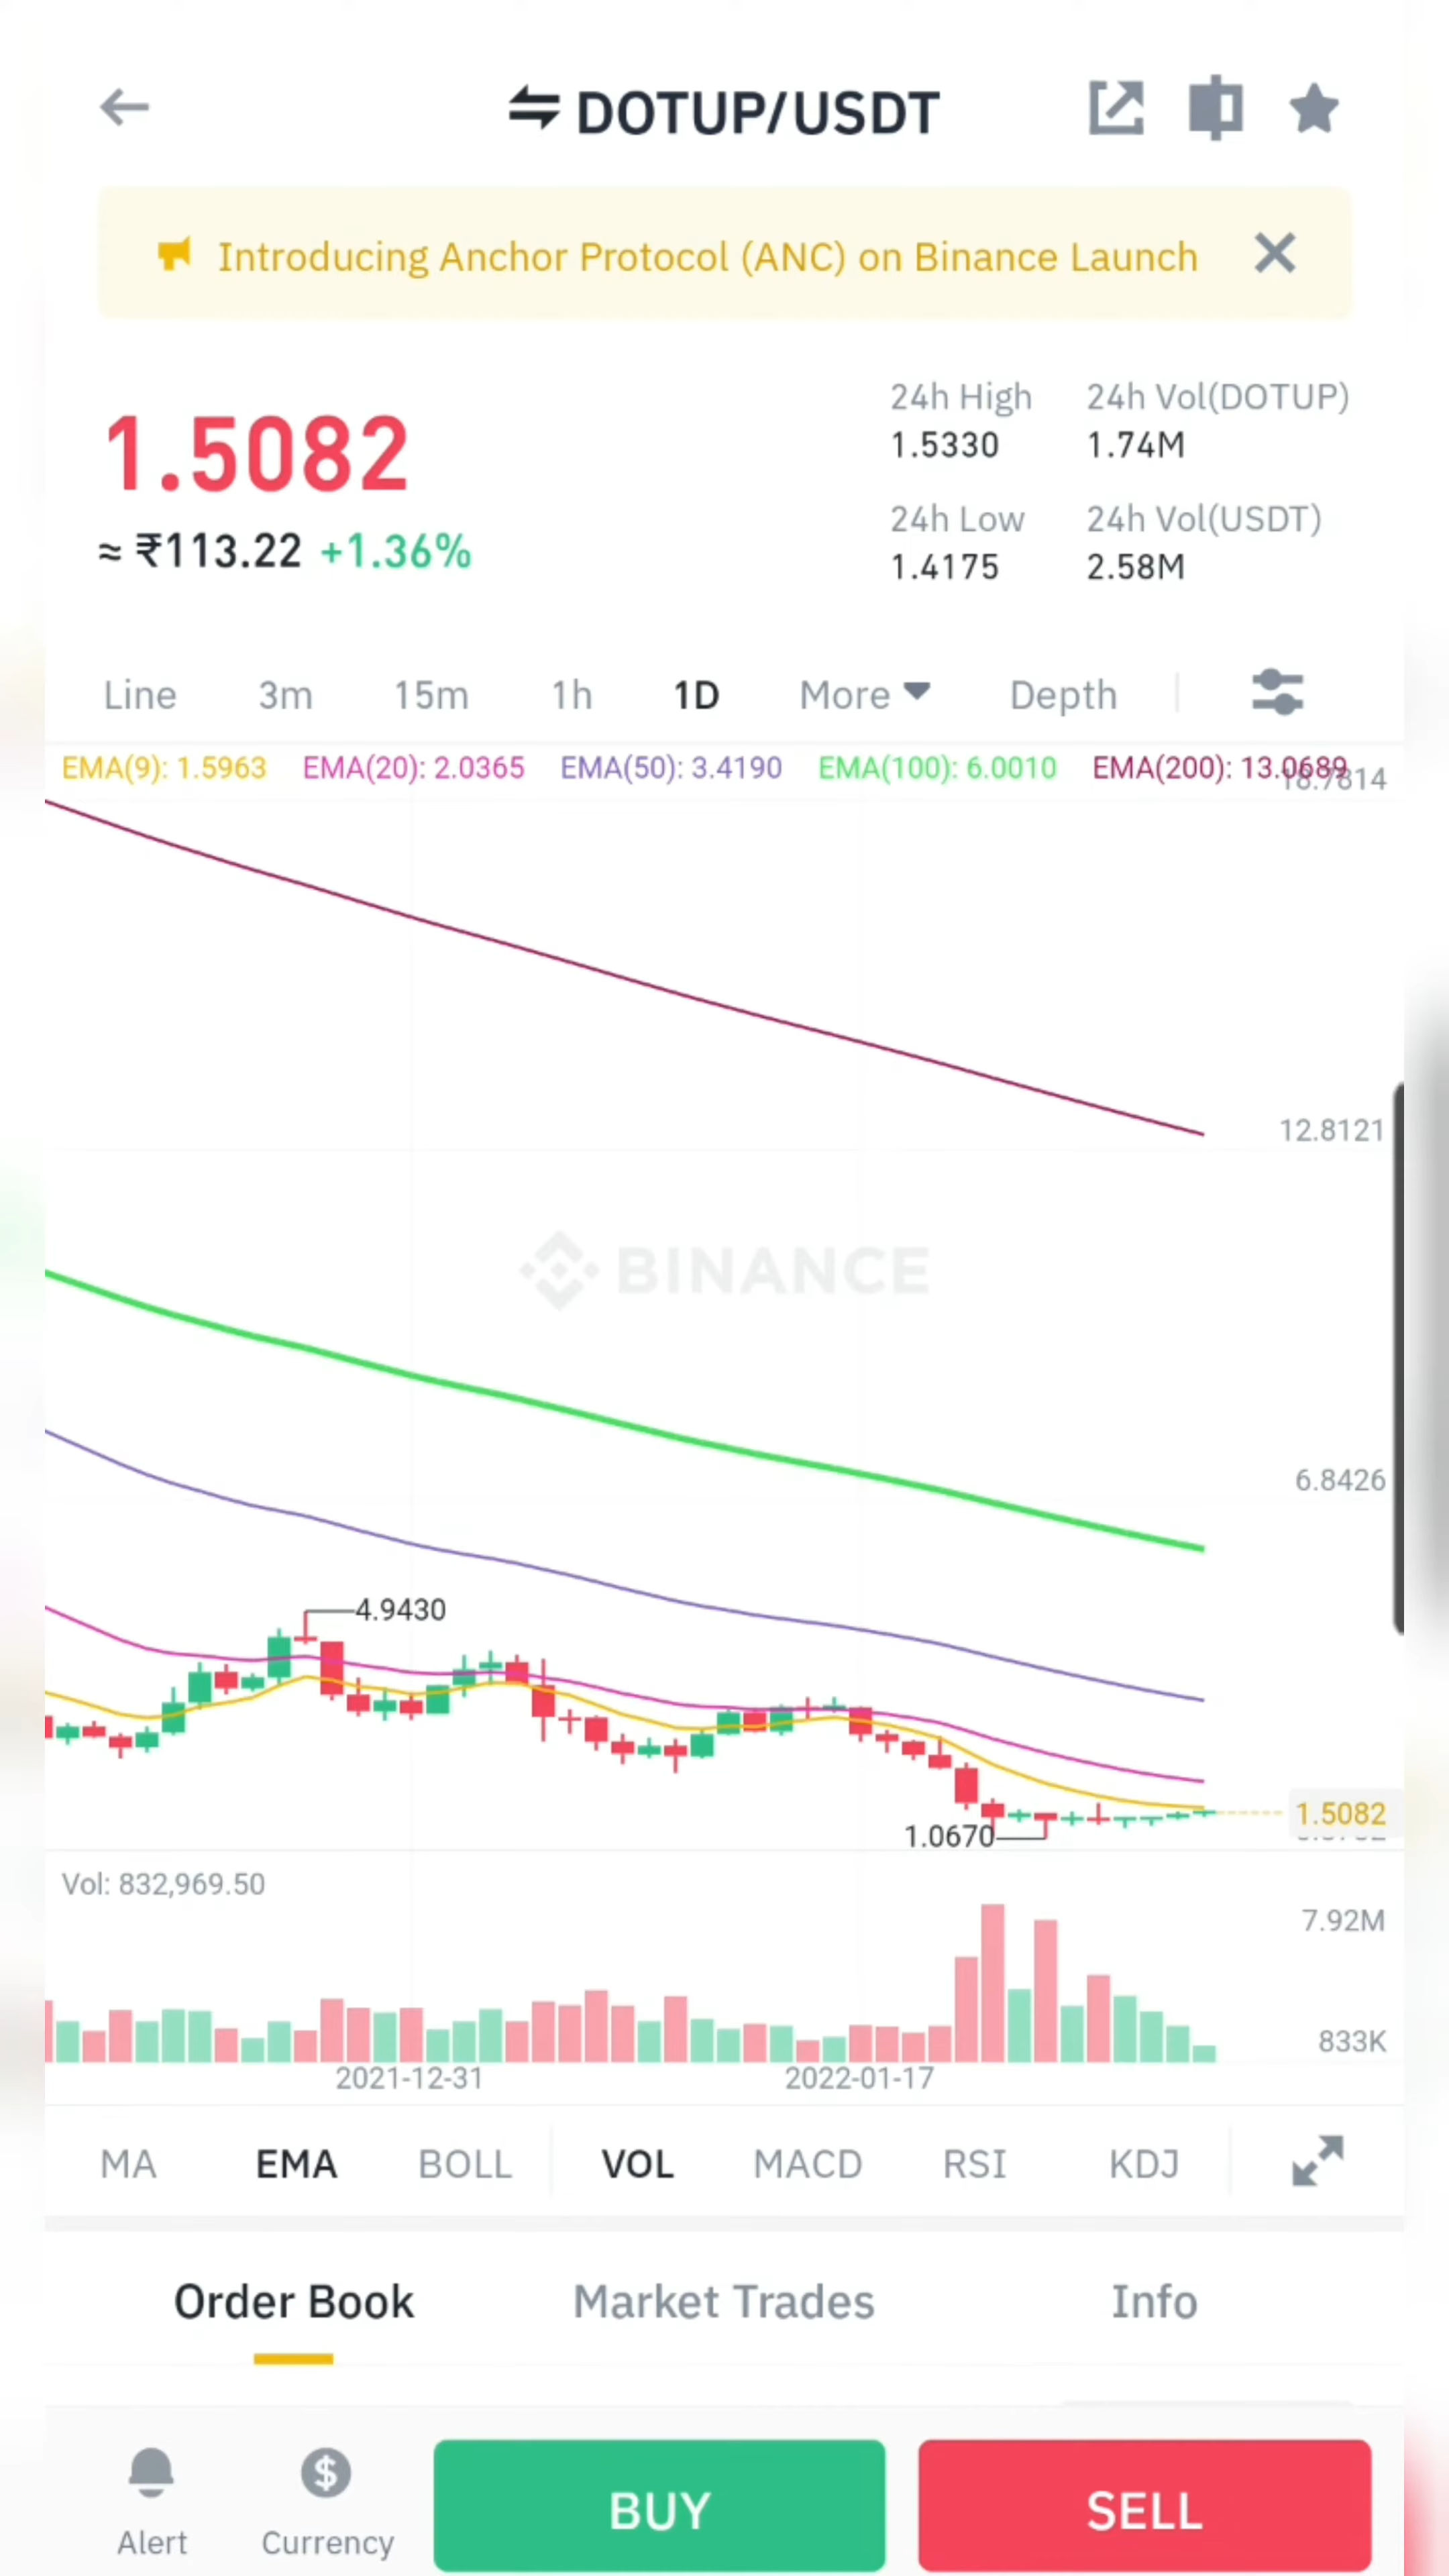 DOTUP/USDT
Introducing Anchor Protocol (ANC) on Binance Launch
1.5082
≈ ₹113.22 +1.36%
24h High
1.5330
24h Vol(DOTUP)
1.74M
24h Low
1.4175
24h Vol(USDT)
2.58M
Line 3m 15m 1h 1D More Depth
EMA(9): 1.5963 EMA(20): 2.0365 EMA(50): 3.4190 EMA(100): 6.0010 EMA(200): 13.0689
18.7814
12.8121
BINANCE
6.8426
4.9430
1.5082
1.0670
Vol: 832,969.50
7.92M
833K
2021-12-31 2022-01-17
MA EMA BOLL VOL MACD RSI KDJ
Order Book Market Trades Info
Alert Currency BUY SELL